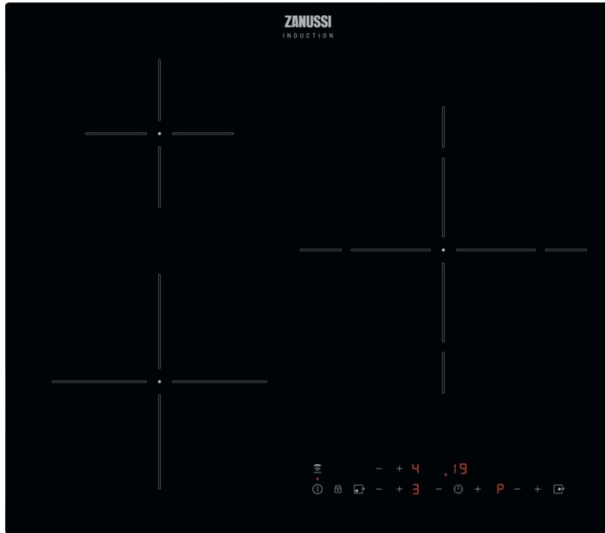 ZANUSSI
INDUCTION
- + 4 .19
- + 3 - + P - +